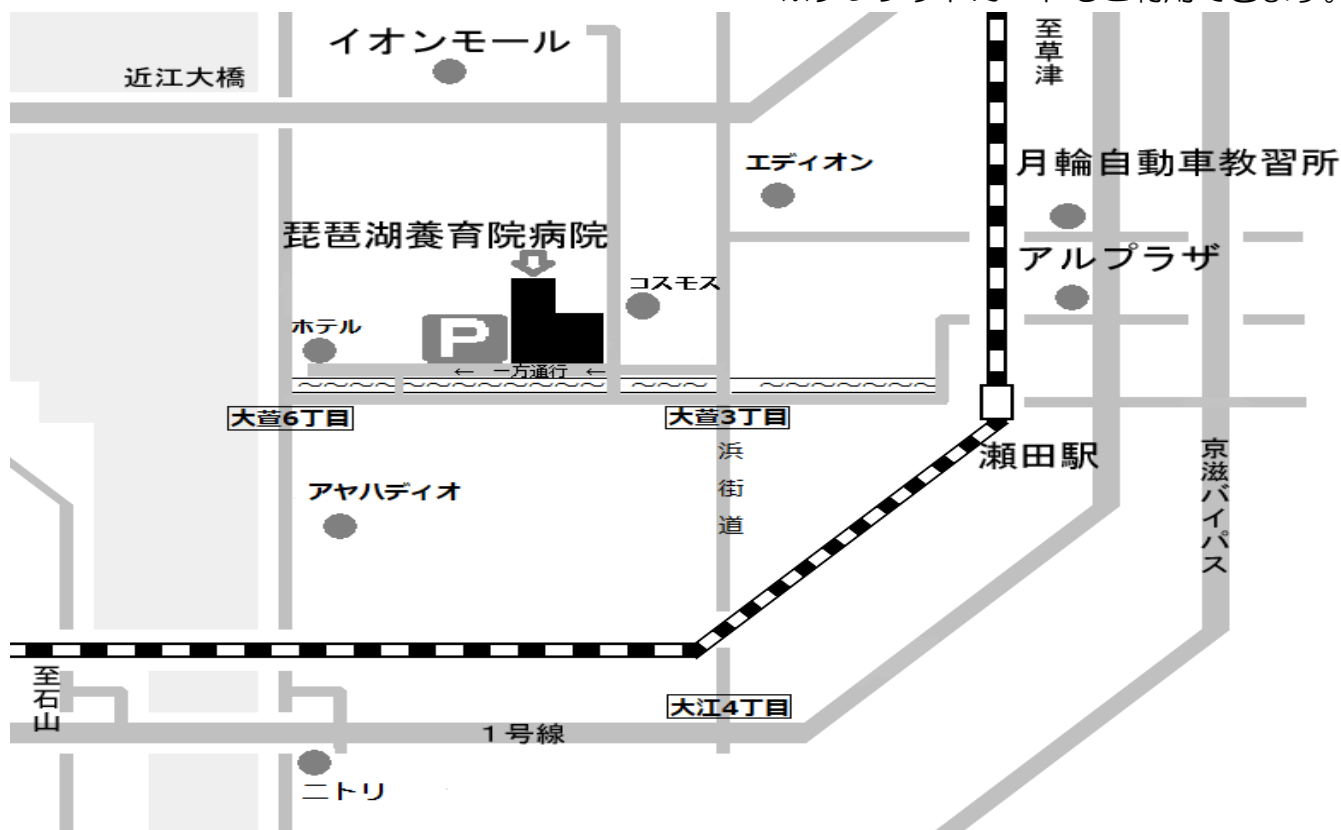 イオンモール
至草津
近江大橋
エディオン
月輪自動車教習所
琵琶湖養育院病院
アルプラザ
コスモス
ホテル
P
← 一方通行 ←
大萱6丁目
大萱3丁目
浜街道
瀬田駅
京滋バイパス
アヤハディオ
至石山
大江4丁目
1号線
ニトリ